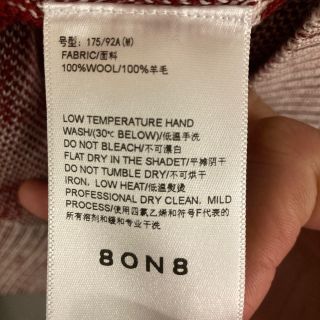 号型: 175/92A(M)
FABRIC/面料
100%WOOL/100%羊毛
LOW TEMPERATURE HAND
WASH/(30℃ BELOW)/低温手洗
DO NOT BLEACH/不可漂白
FLAT DRY IN THE SHADET/平摊阴干
DO NOT TUMBLE DRY/不可干衣
IRON, LOW HEAT/低温熨烫
PROFESSIONAL DRY CLEAN, MILD
PROCESS/使用四氯乙烯和符号F代表的
所有溶剂和缓和专业干洗
8ON8